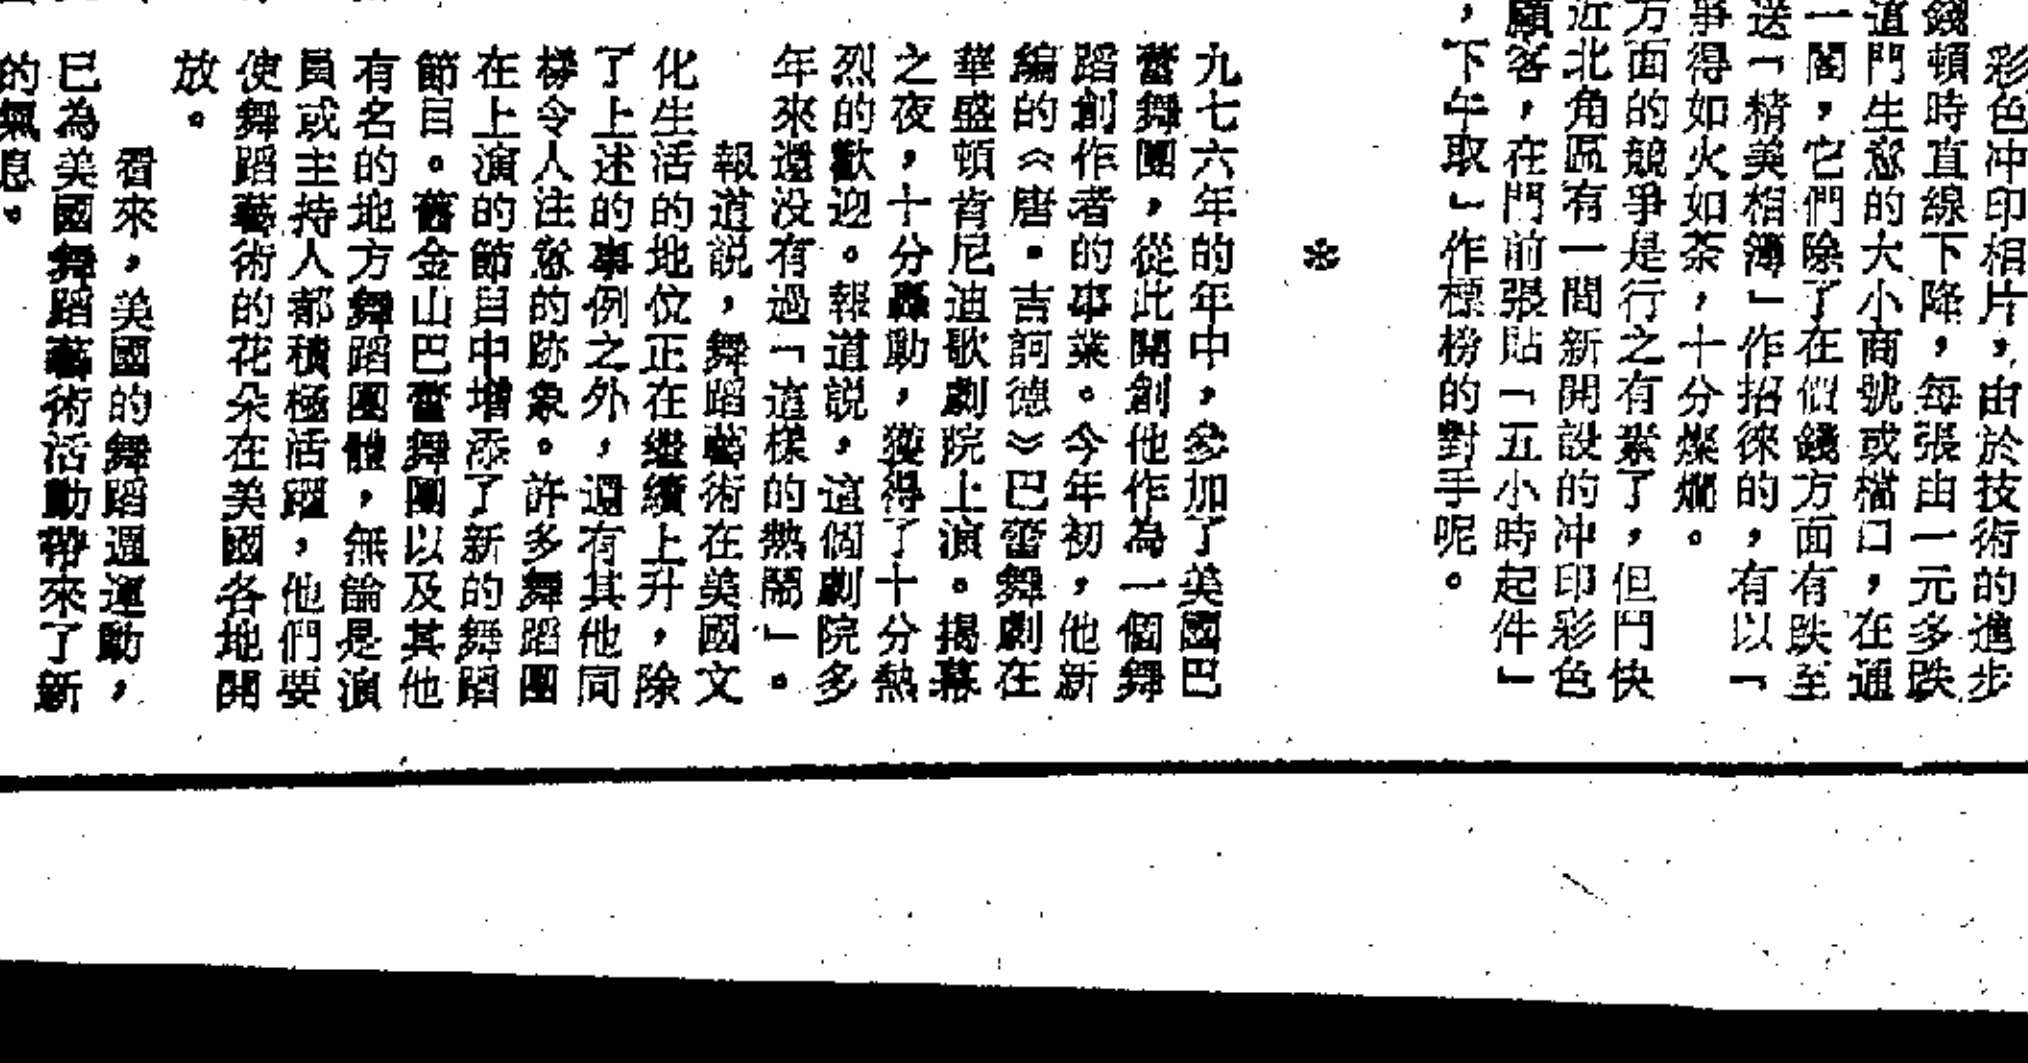 彩色冲印相片，由於技術的進步
錢頓時直線下降，每張由一元多跌
道門生意的大小商號或檔口，在通
一閣，它們除了在價錢方面有跌至
送「精美相簿」作招徠的，有以「
爭得如火如荼，十分燦爛。
方面的競爭是行之有素了，但門快
近北角區有一間新開設的冲印彩色
顧客，在門前張貼「五小時起件」
，下午取」作標榜的對手呢。
＊
九七六年的年中，參加了美國巴
蕾舞團，從此開創他作為一個舞
蹈創作者的事業。今年初，他新
編的《唐·吉訶德》巴蕾舞劇在
華盛頓肯尼迪歌劇院上演。揭幕
之夜，十分轟動，獲得了十分熱
烈的歡迎。報道說，這個劇院多
年來還没有過「這樣的熱鬧」。
報道說，舞蹈藝術在美國文
化生活的地位正在繼續上升，除
了上述的事例之外，還有其他同
樣令人注意的跡象。許多舞蹈團
在上演的節目中增添了新的舞蹈
節目。舊金山巴蕾舞團以及其他
有名的地方舞蹈團體，無論是演
員或主持人都積極活躍，他們要
使舞蹈藝術的花朵在美國各地開
放。
看來，美國的舞蹈週運動，
已為美國舞蹈藝術活動帶來了新
的氣息。